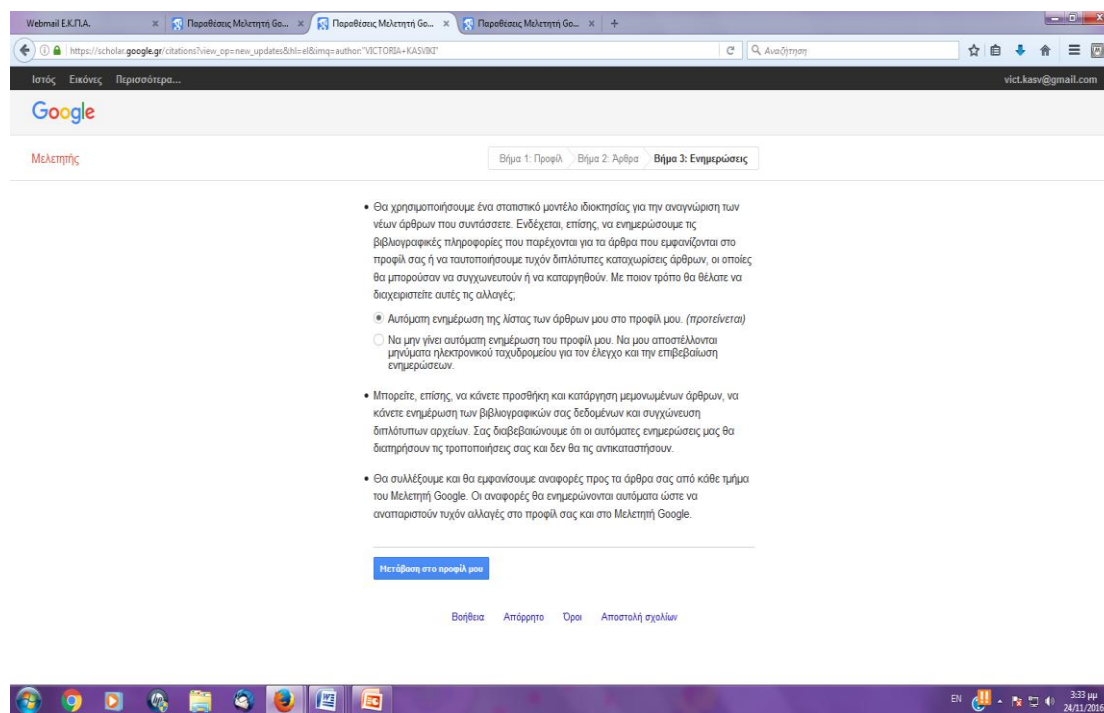 Webmail Ε.Κ.Π.Α.
Παραθέσεις Μελετητή Go...
Παραθέσεις Μελετητή Go...
Παραθέσεις Μελετητή Go...
https://scholar.google.gr/citations?view_op=new_updates&hl=el&imq=author"VICTORIA+KASVIKI"
Αναζήτηση
Ιστός Εικόνες Περισσότερα...
vict.kasv@gmail.com
Google
Μελετητής
Βήμα 1: Προφίλ Βήμα 2: Άρθρα Βήμα 3: Ενημερώσεις
• Θα χρησιμοποιήσουμε ένα στατιστικό μοντέλο ιδιοκτησίας για την αναγνώριση των
νέων άρθρων που συντάσσετε. Ενδέχεται, επίσης, να ενημερώσουμε τις
βιβλιογραφικές πληροφορίες που παρέχονται για τα άρθρα που εμφανίζονται στο
προφίλ σας ή να ταυτοποιήσουμε τυχόν διπλότυπες καταχωρίσεις άρθρων, οι οποίες
θα μπορούσαν να συγχωνευτούν ή να καταργηθούν. Με ποιον τρόπο θα θέλατε να
διαχειριστείτε αυτές τις αλλαγές;
Αυτόματη ενημέρωση της λίστας των άρθρων μου στο προφίλ μου. (προτείνεται)
Να μην γίνει αυτόματη ενημέρωση του προφίλ μου. Να μου αποστέλλονται
μηνύματα ηλεκτρονικού ταχυδρομείου για τον έλεγχο και την επιβεβαίωση
ενημερώσεων.
• Μπορείτε, επίσης, να κάνετε προσθήκη και κατάργηση μεμονωμένων άρθρων, να
κάνετε ενημέρωση των βιβλιογραφικών σας δεδομένων και συγχώνευση
διπλότυπων αρχείων. Σας διαβεβαιώνουμε ότι οι αυτόματες ενημερώσεις μας θα
διατηρήσουν τις τροποποιήσεις σας και δεν θα τις αντικαταστήσουν.
• Θα συλλέξουμε και θα εμφανίσουμε αναφορές προς τα άρθρα σας από κάθε τμήμα
του Μελετητή Google. Οι αναφορές θα ενημερώνονται αυτόματα ώστε να
αναπαριστούν τυχόν αλλαγές στο προφίλ σας και στο Μελετητή Google.
Μετάβαση στο προφίλ μου
Βοήθεια Απόρρητο Όροι Αποστολή σχολίων
EN
3:33 μμ
24/11/2016